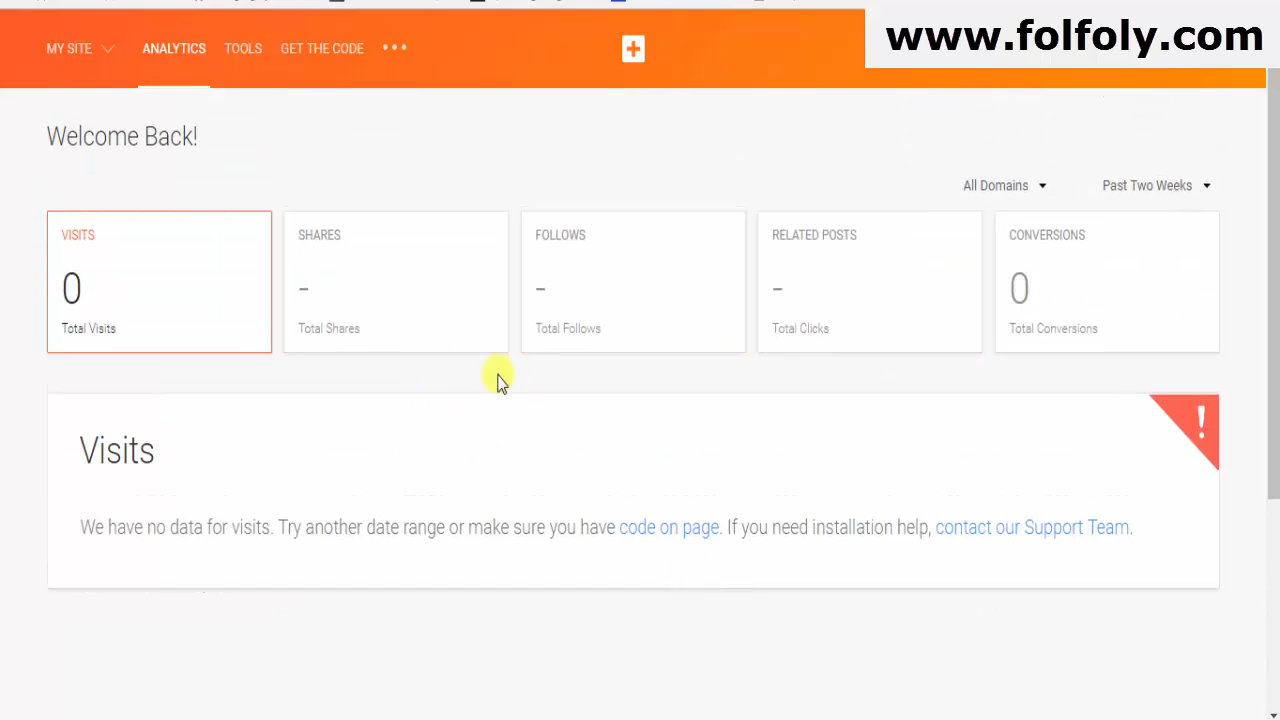 www.folfoly.com
MY SITE ANALYTICS TOOLS GET THE CODE •••
Welcome Back!
All Domains Past Two Weeks
VISITS SHARES FOLLOWS RELATED POSTS CONVERSIONS
0 - - - 0
Total Visits Total Shares Total Follows Total Clicks Total Conversions
!
Visits
We have no data for visits. Try another date range or make sure you have code on page. If you need installation help, contact our Support Team.